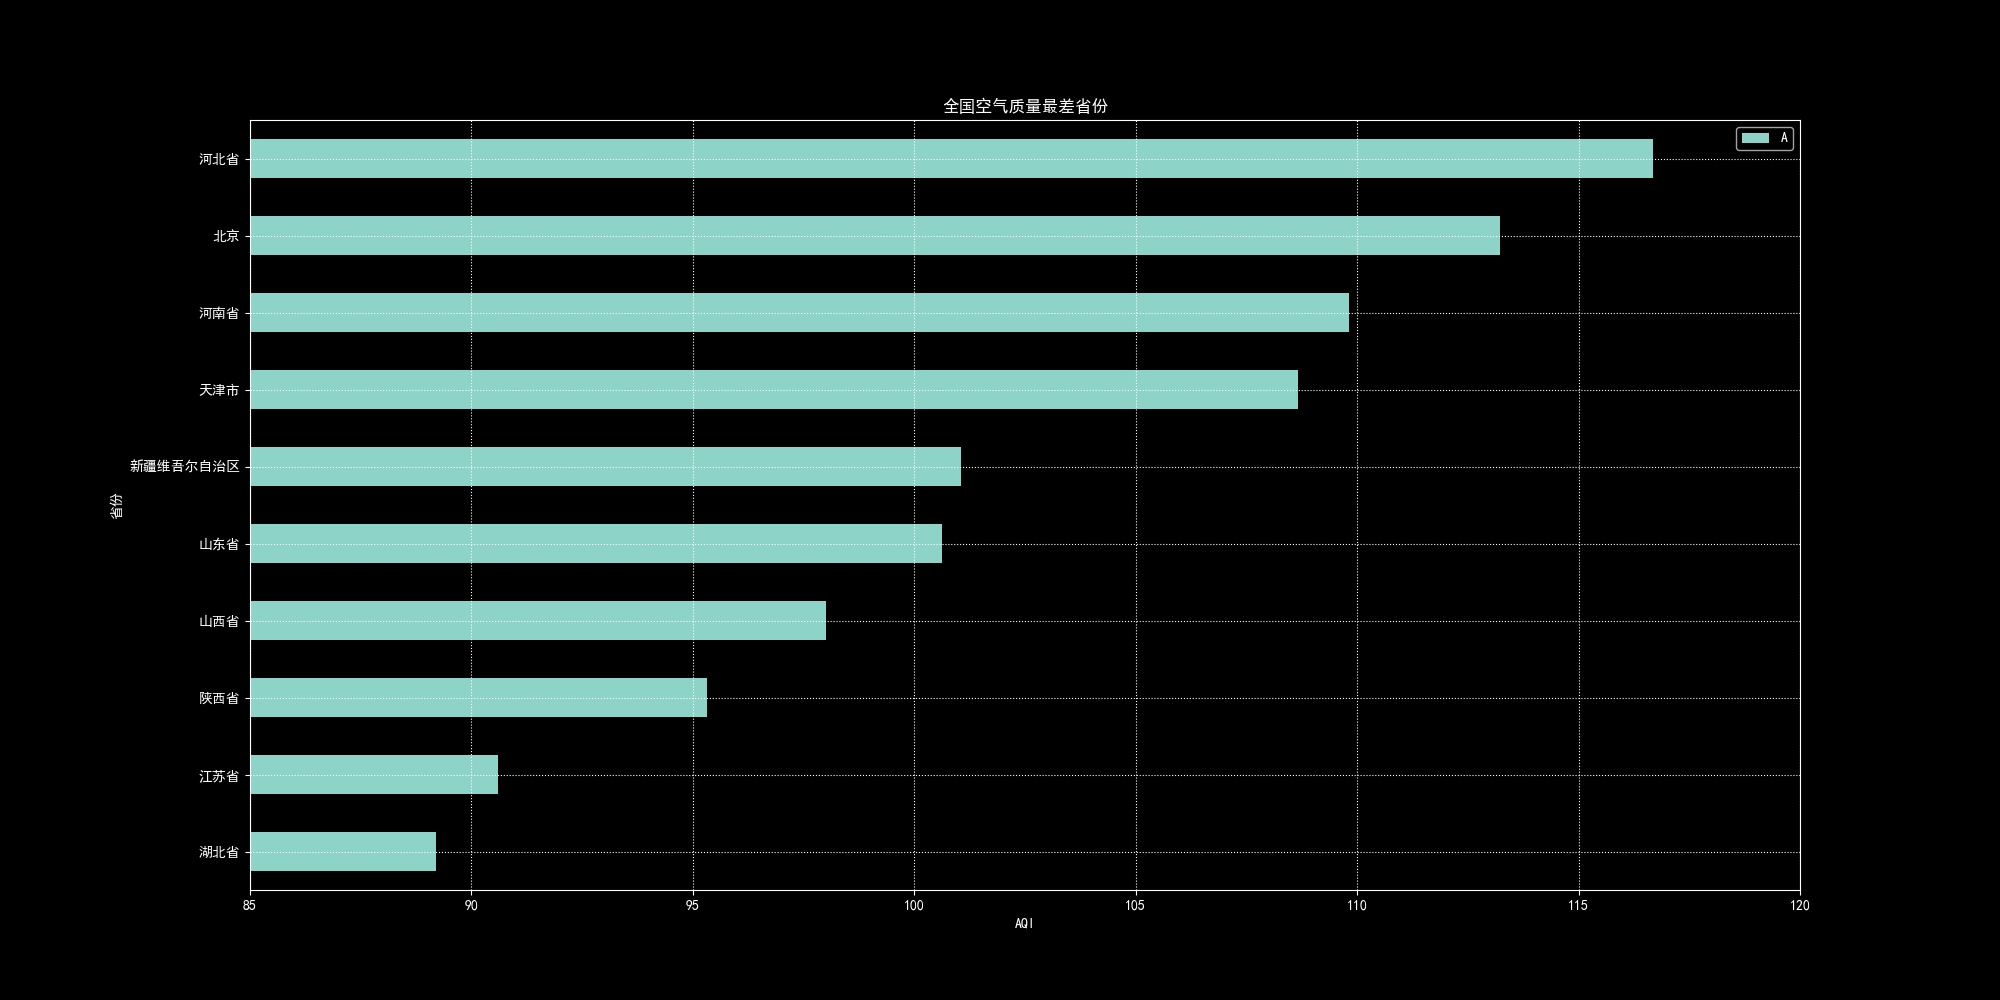 全国空气质量最差省份
A
河北省
北京
河南省
天津市
新疆维吾尔自治区
山东省
山西省
陕西省
江苏省
湖北省
省份
85 90 95 100 105 110 115 120
AQI